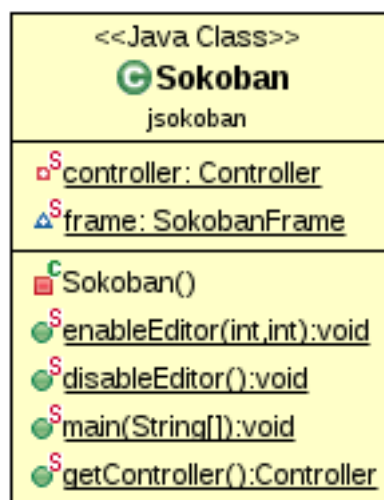 <<Java Class>>
C Sokoban
jsokoban
S controller: Controller
S frame: SokobanFrame
C Sokoban()
S enableEditor(int,int):void
S disableEditor():void
S main(String[]):void
S getController():Controller